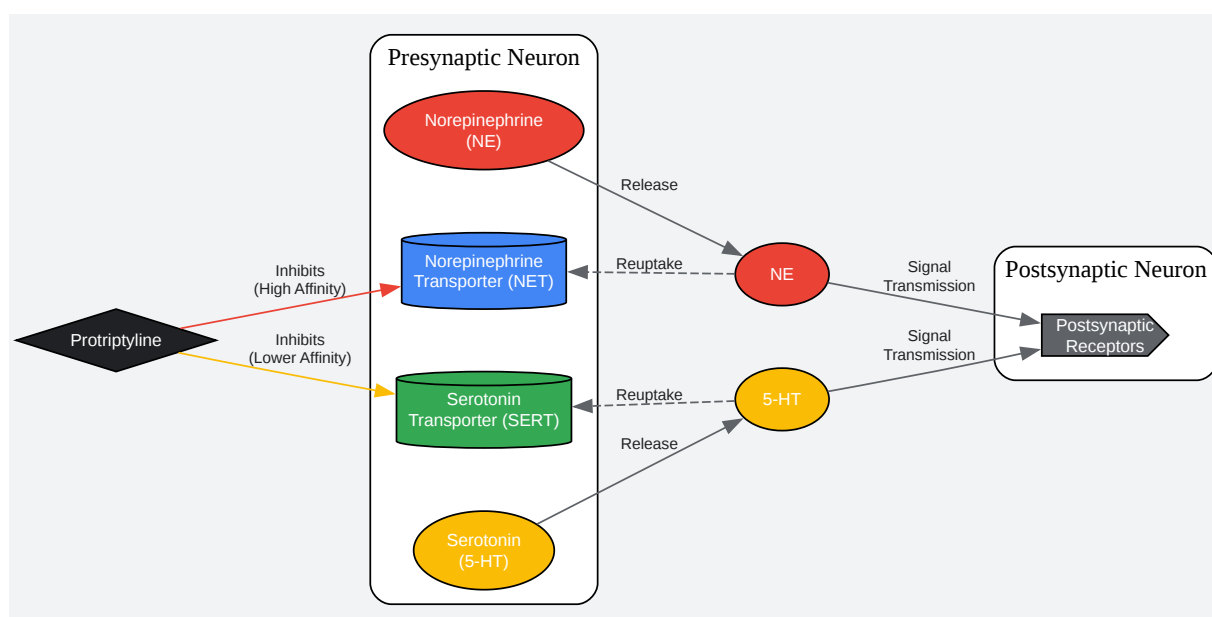 Presynaptic Neuron
Norepinephrine
(NE)
Release
Norepinephrine
Transporter (NET)
Reuptake
NE
Inhibits
(High Affinity)
Signal
Transmission
Postsynaptic Neuron
Postsynaptic
Receptors
Protriptyline
Inhibits
(Lower Affinity)
Signal
Transmission
Serotonin
Transporter (SERT)
Reuptake
5-HT
Release
Serotonin
(5-HT)